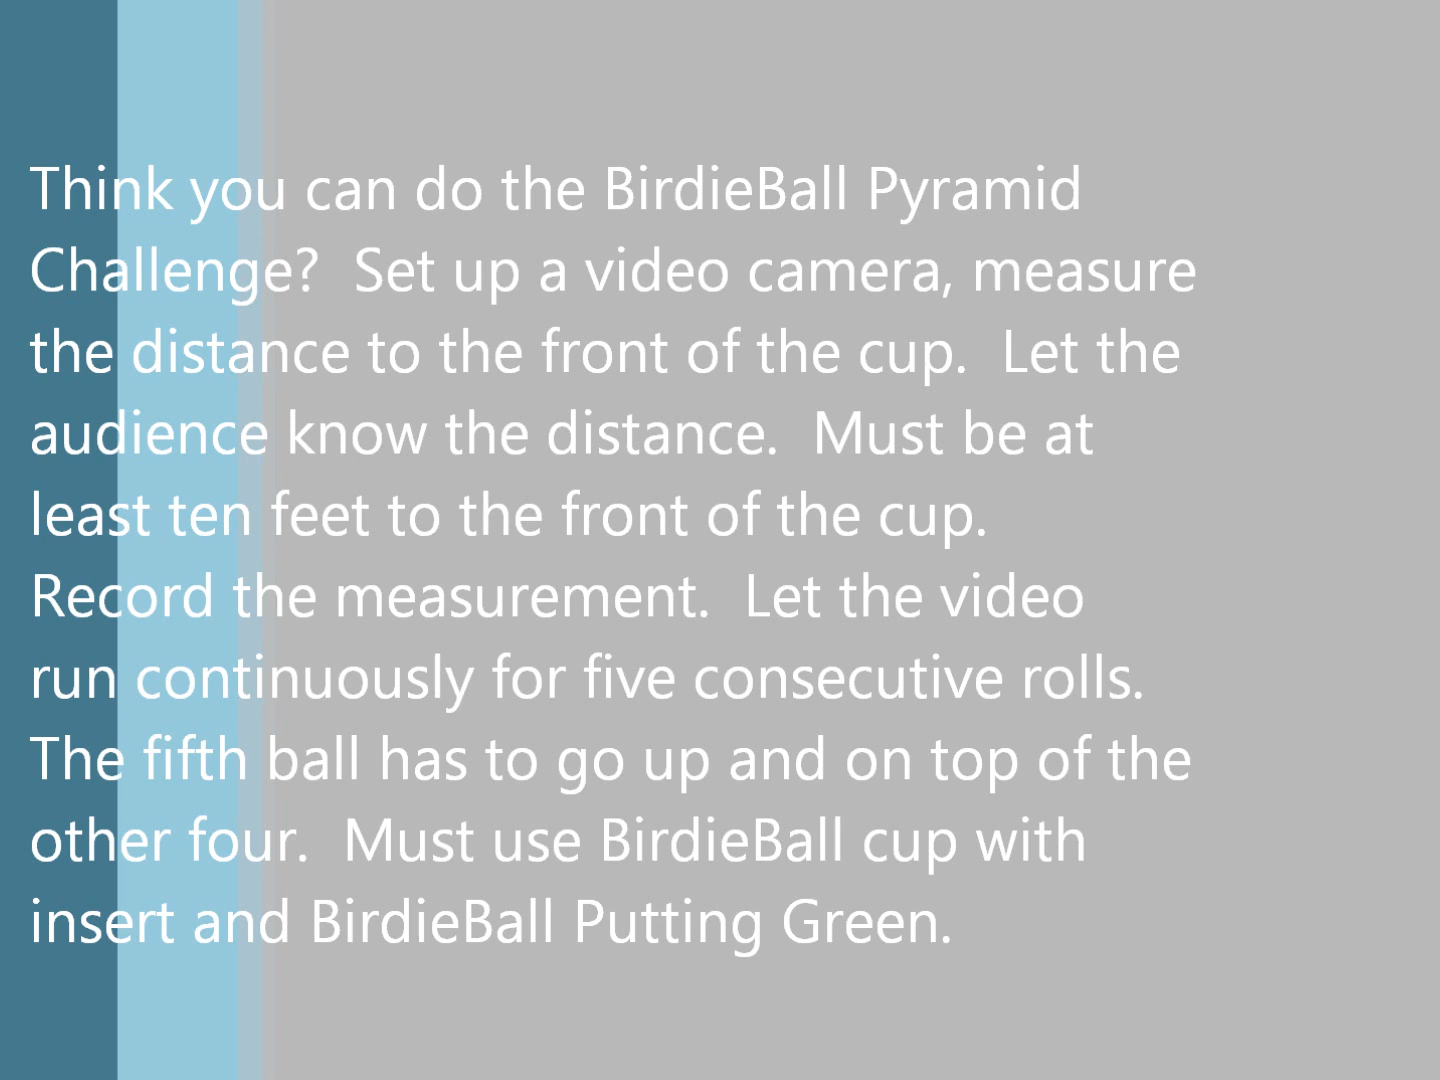 Think you can do the BirdieBall Pyramid
Challenge?  Set up a video camera, measure
the distance to the front of the cup.  Let the
audience know the distance.  Must be at
least ten feet to the front of the cup.
Record the measurement.  Let the video
run continuously for five consecutive rolls.
The fifth ball has to go up and on top of the
other four.  Must use BirdieBall cup with
insert and BirdieBall Putting Green.